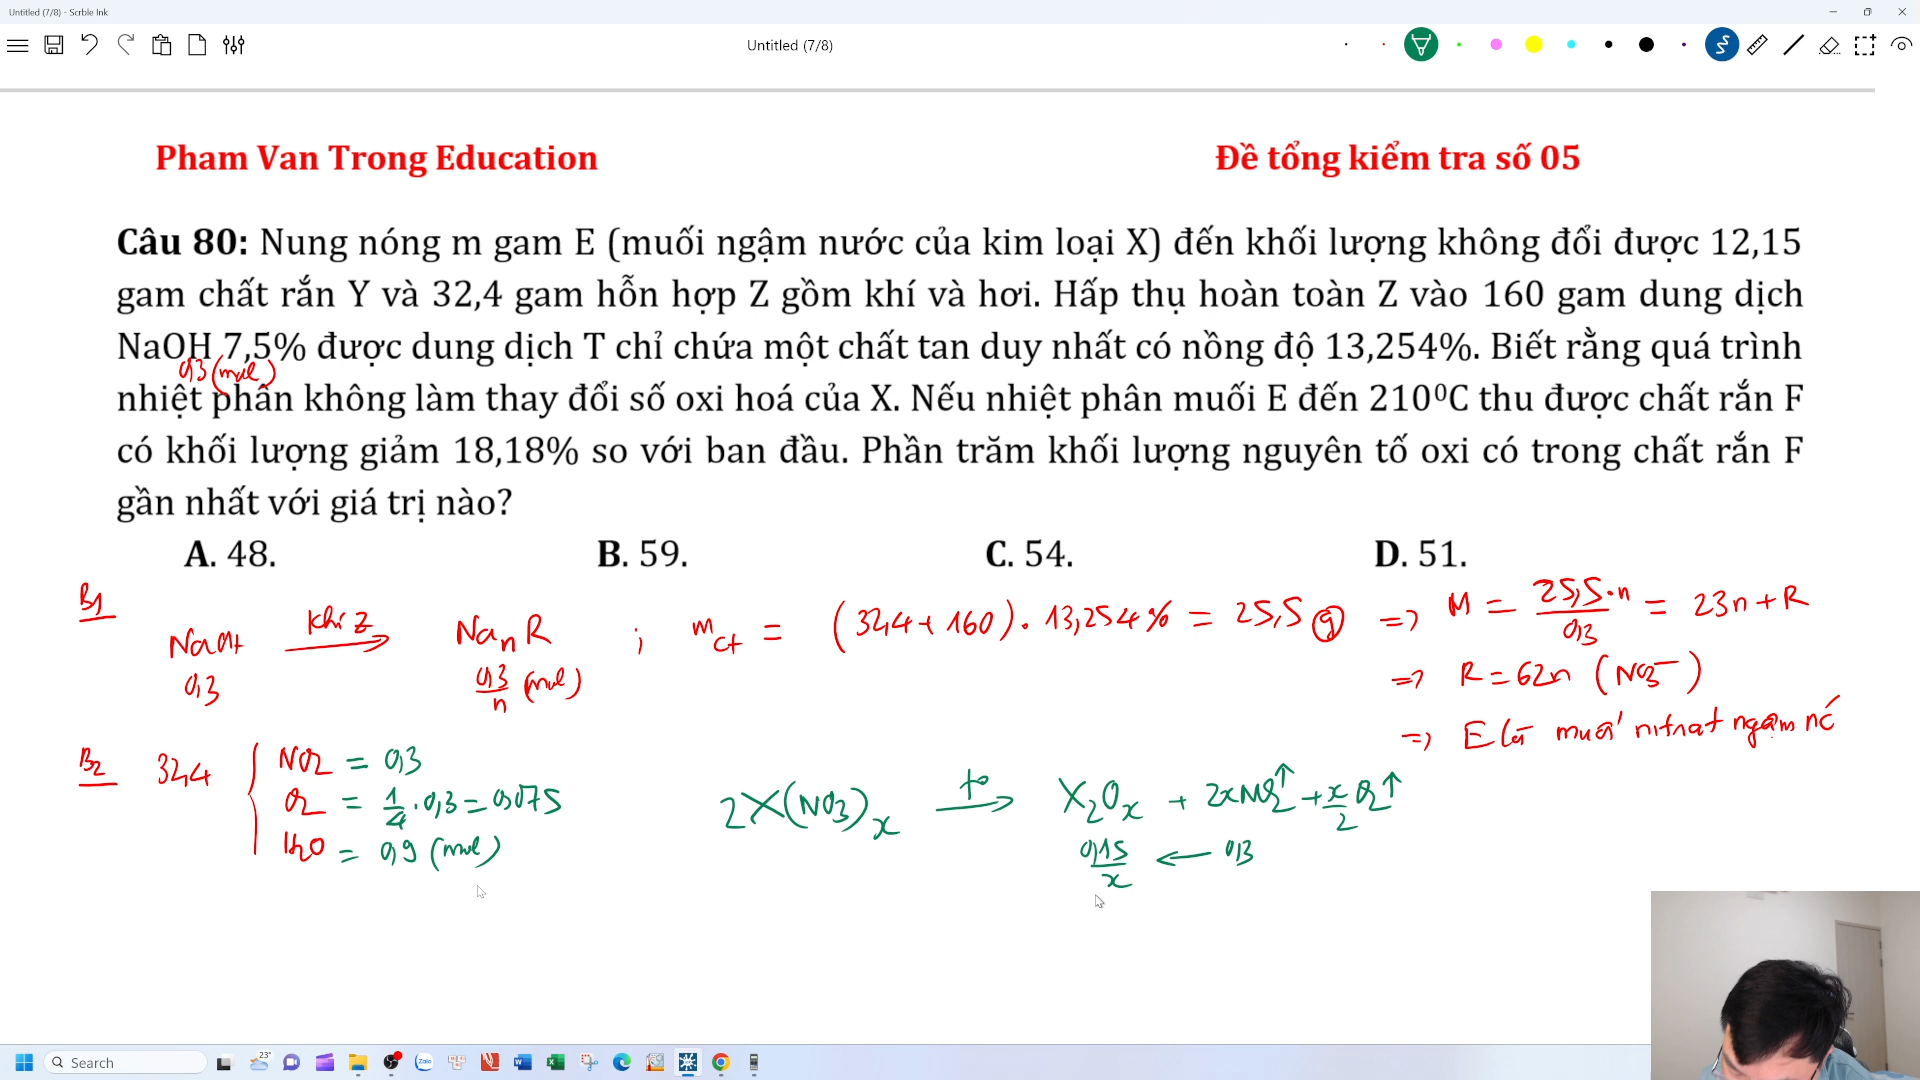 Untitled (7/8) - Scrble Ink
Untitled (7/8)
Pham Van Trong Education
Đề tổng kiểm tra số 05
Câu 80: Nung nóng m gam E (muối ngậm nước của kim loại X) đến khối lượng không đổi được 12,15
gam chất rắn Y và 32,4 gam hỗn hợp Z gồm khí và hơi. Hấp thụ hoàn toàn Z vào 160 gam dung dịch
NaOH 7,5% được dung dịch T chỉ chứa một chất tan duy nhất có nồng độ 13,254%. Biết rằng quá trình
0,3 (mol)
nhiệt phân không làm thay đổi số oxi hoá của X. Nếu nhiệt phân muối E đến 210⁰C thu được chất rắn F
có khối lượng giảm 18,18% so với ban đầu. Phần trăm khối lượng nguyên tố oxi có trong chất rắn F
gần nhất với giá trị nào?
A. 48. B. 59. C. 54. D. 51.
B1 NaOH 0,3 khí Z → NaₙR 0,3/n (mol) ; mct = (32,4 + 160) . 13,254% = 25,5 (g) => M = 25,5.n/0,3 = 23n + R
=> R = 62n (NO3⁻)
=> E là muối nitrat ngậm nc
B2 32,4 { NO2 = 0,3
O2 = 1/4 . 0,3 = 0,075
H2O = 0,9 (mol)
2X(NO3)x t° → X2Ox + 2xNO2↑ + x/2 O2↑
0,15/x ← 0,3
23°
Search
Zalo